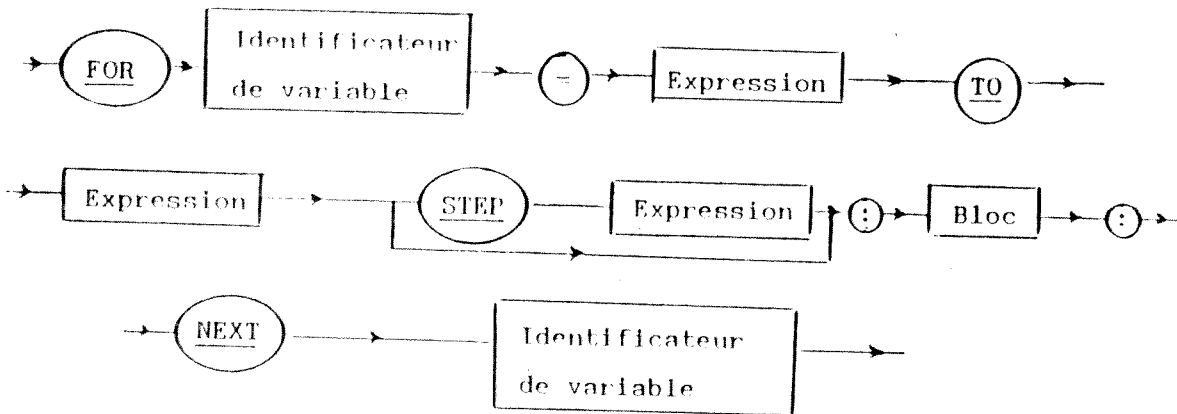 FOR Identificateur de variable = Expression TO
Expression STEP Expression : Bloc :
NEXT Identificateur de variable